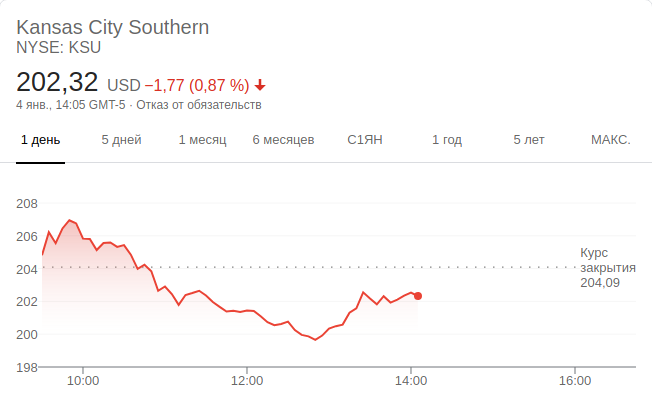 Kansas City Southern
NYSE: KSU
202,32 USD −1,77 (0,87 %)
4 янв., 14:05 GMT-5 · Отказ от обязательств
1 день 5 дней 1 месяц 6 месяцев С1ЯН 1 год 5 лет МАКС.
208
206
204
202
200
198
Курс
закрытия
204,09
10:00 12:00 14:00 16:00